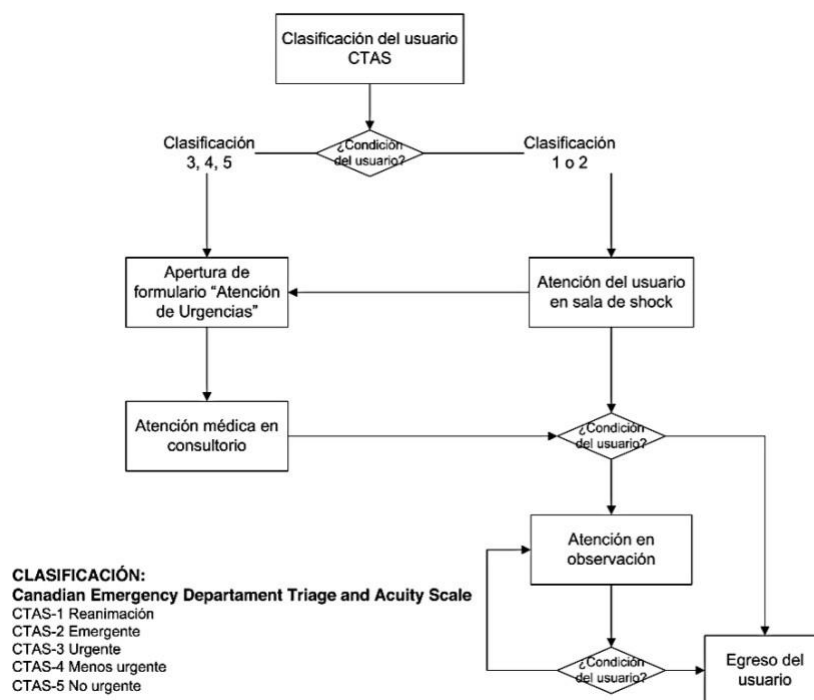 Clasificación del usuario
CTAS
Clasificación
3, 4, 5
¿Condición
del usuario?
Clasificación
1 o 2
Apertura de
formulario “Atención
de Urgencias”
Atención del usuario
en sala de shock
Atención médica en
consultorio
¿Condición
del usuario?
Atención en
observación
CLASIFICACIÓN:
Canadian Emergency Departament Triage and Acuity Scale
CTAS-1 Reanimación
CTAS-2 Emergente
CTAS-3 Urgente
CTAS-4 Menos urgente
CTAS-5 No urgente
¿Condición
del usuario?
Egreso del
usuario